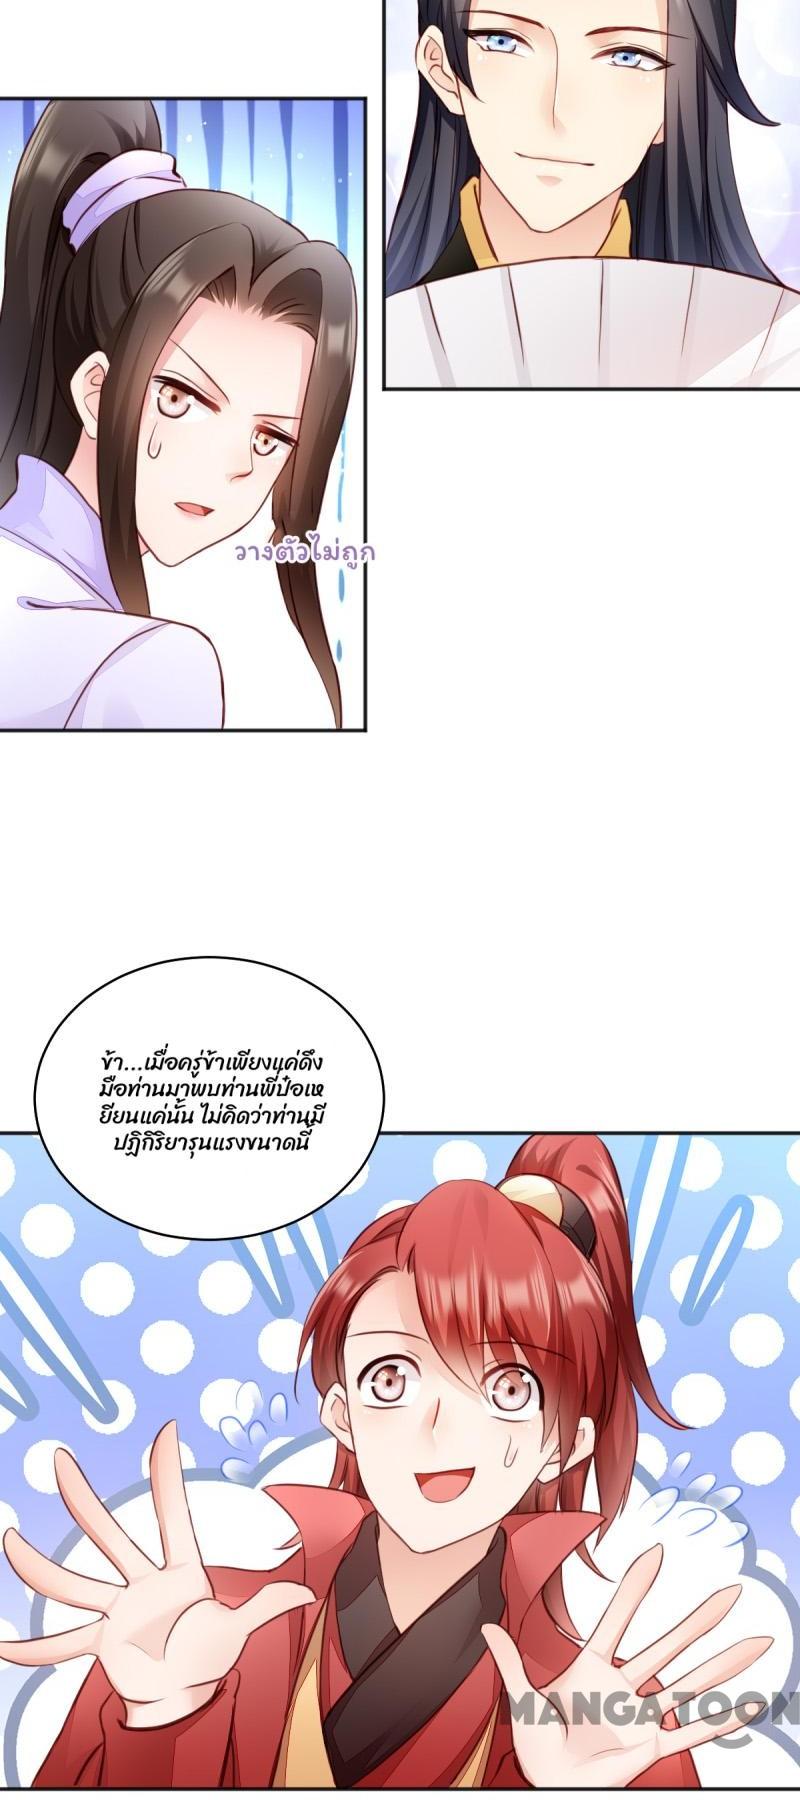 วางตัวไม่ถูก
ข้า...เมื่อครู่ข้าเพียงแค่ดึง
มือท่านมาพบท่านพี่ป๋อเห
ยียนแค่นั้น ไม่คิดว่าท่านมี
ปฏิกิริยารุนแรงขนาดนี้
MANGATOON